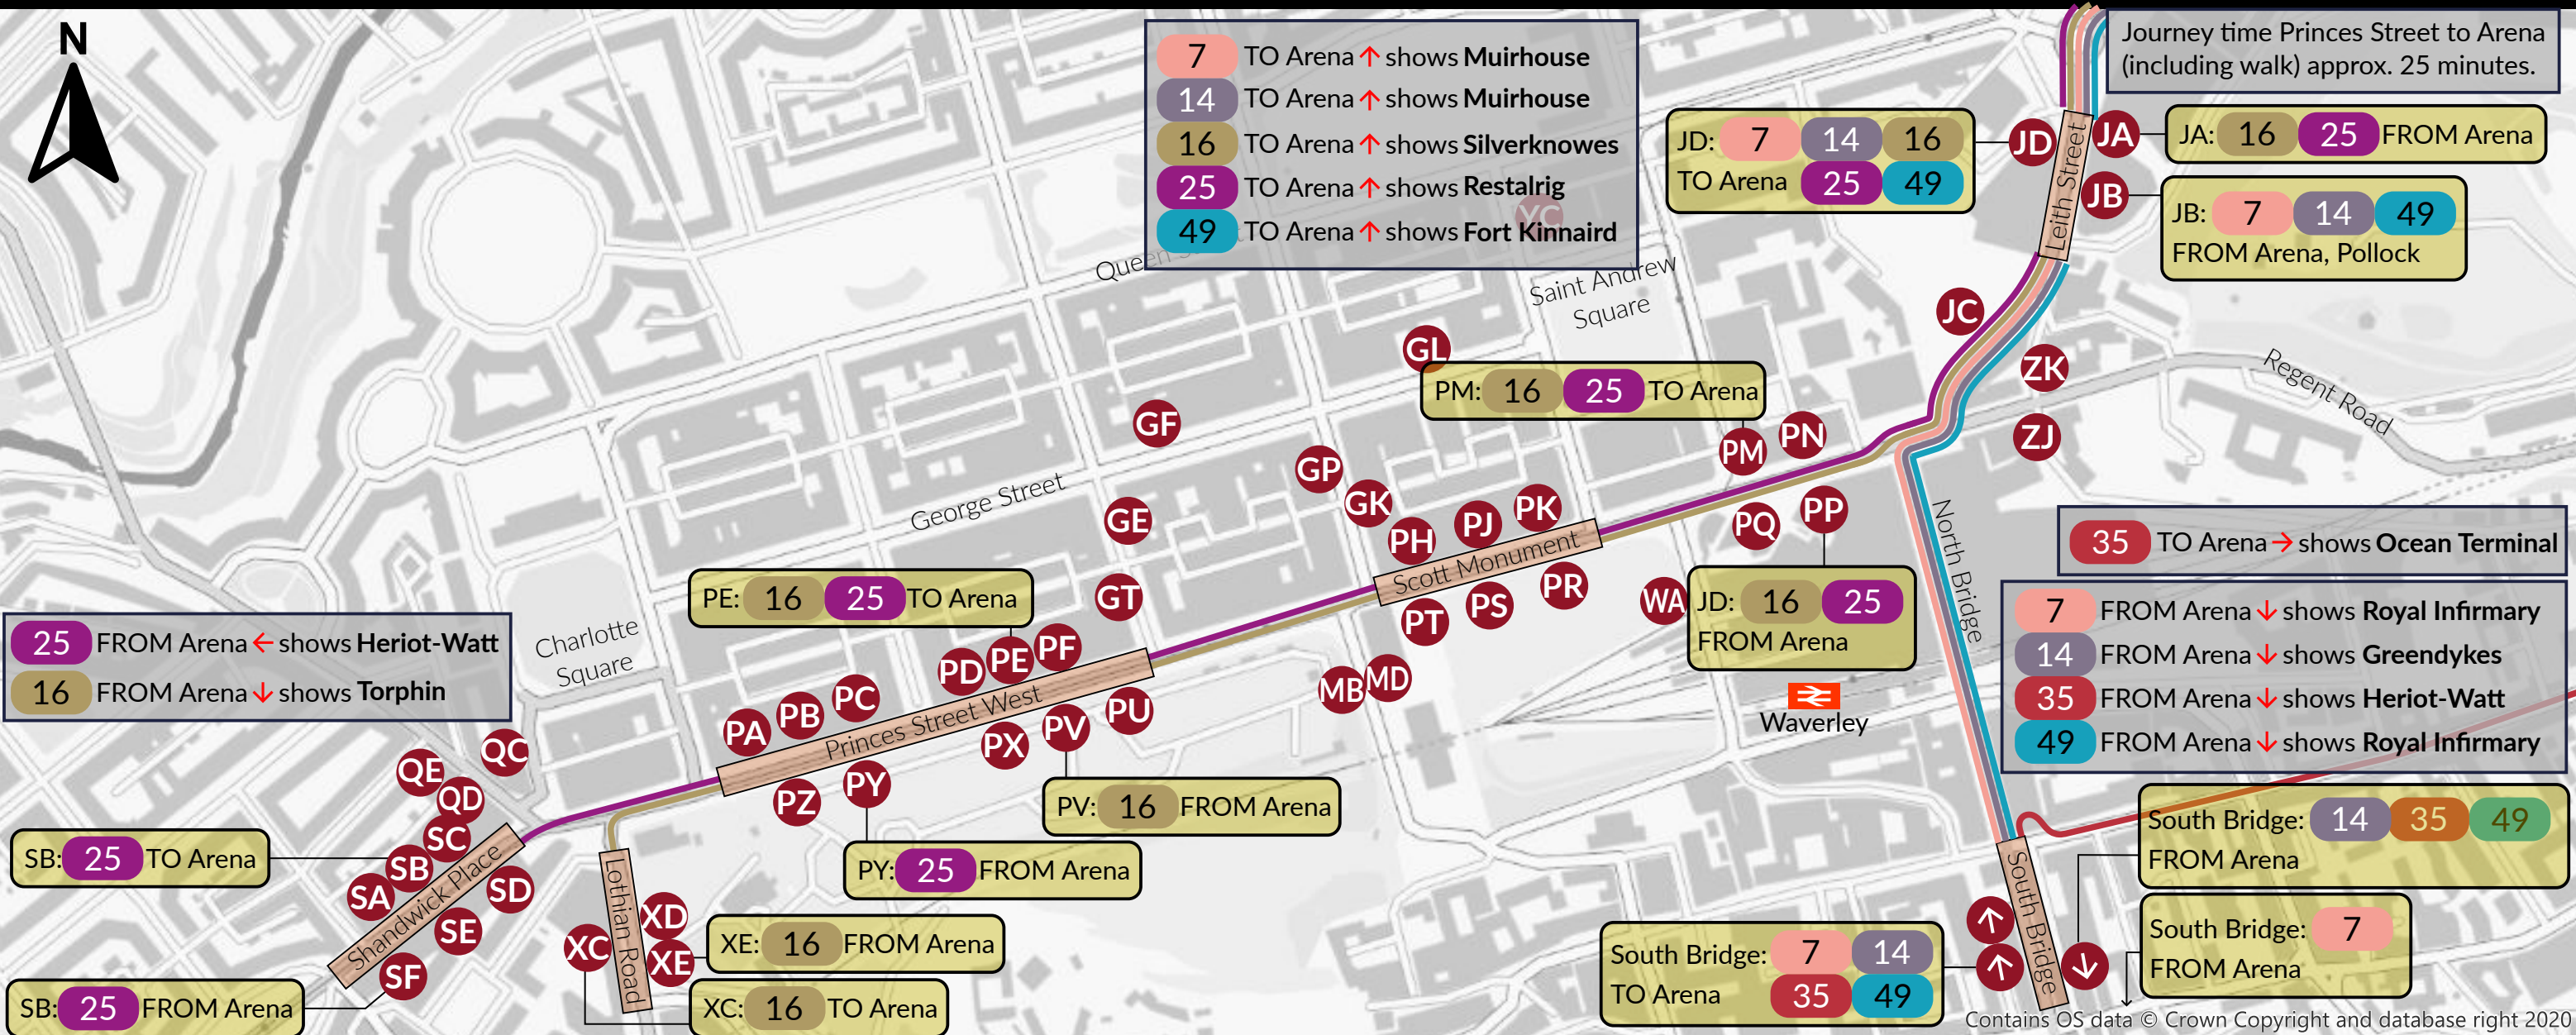 N
7 TO Arena ↑ shows Muirhouse
14 TO Arena ↑ shows Muirhouse
16 TO Arena ↑ shows Silverknowes
25 TO Arena ↑ shows Restalrig
49 TO Arena ↑ shows Fort Kinnaird
YC
Journey time Princes Street to Arena
(including walk) approx. 25 minutes.
JD: 7 14 16
TO Arena 25 49
JD
JA
JA: 16 25 FROM Arena
JB
JB: 7 14 49
FROM Arena, Pollock
Leith Street
Queen S
Saint Andrew
Square
JC
GL
PM: 16 25 TO Arena
ZK
Regent Road
GF
PM
PN
ZJ
GP
George Street
GE
GK
PH
PJ
PK
PQ
PP
Scott Monument
North Bridge
35 TO Arena → shows Ocean Terminal
PE: 16 25 TO Arena
GT
PT
PS
PR
WA
JD: 16 25
FROM Arena
7 FROM Arena ↓ shows Royal Infirmary
14 FROM Arena ↓ shows Greendykes
35 FROM Arena ↓ shows Heriot-Watt
49 FROM Arena ↓ shows Royal Infirmary
25 FROM Arena ← shows Heriot-Watt
16 FROM Arena ↓ shows Torphin
Charlotte
Square
PA
PB
PC
PD
PE
PF
MB
MD
Waverley
Princes Street West
PZ
PY
PX
PV
PU
QC
QE
QD
SC
SB
SA
PV: 16 FROM Arena
SB: 25 TO Arena
PY: 25 FROM Arena
South Bridge: 14 35 49
FROM Arena
Shandwick Place
SD
SE
SF
Lothian Road
XC
XD
XE
XE: 16 FROM Arena
XC: 16 TO Arena
SB: 25 FROM Arena
South Bridge: 7 14
TO Arena 35 49
South Bridge
South Bridge: 7
FROM Arena
Contains OS data © Crown Copyright and database right 2020